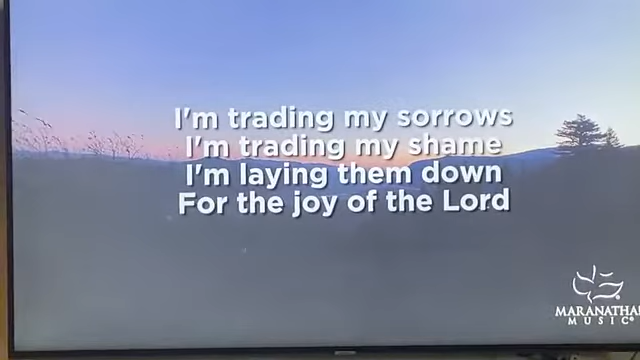 I'm trading my sorrows
I'm trading my shame
I'm laying them down
For the joy of the Lord
MARANATHA!
MUSIC®